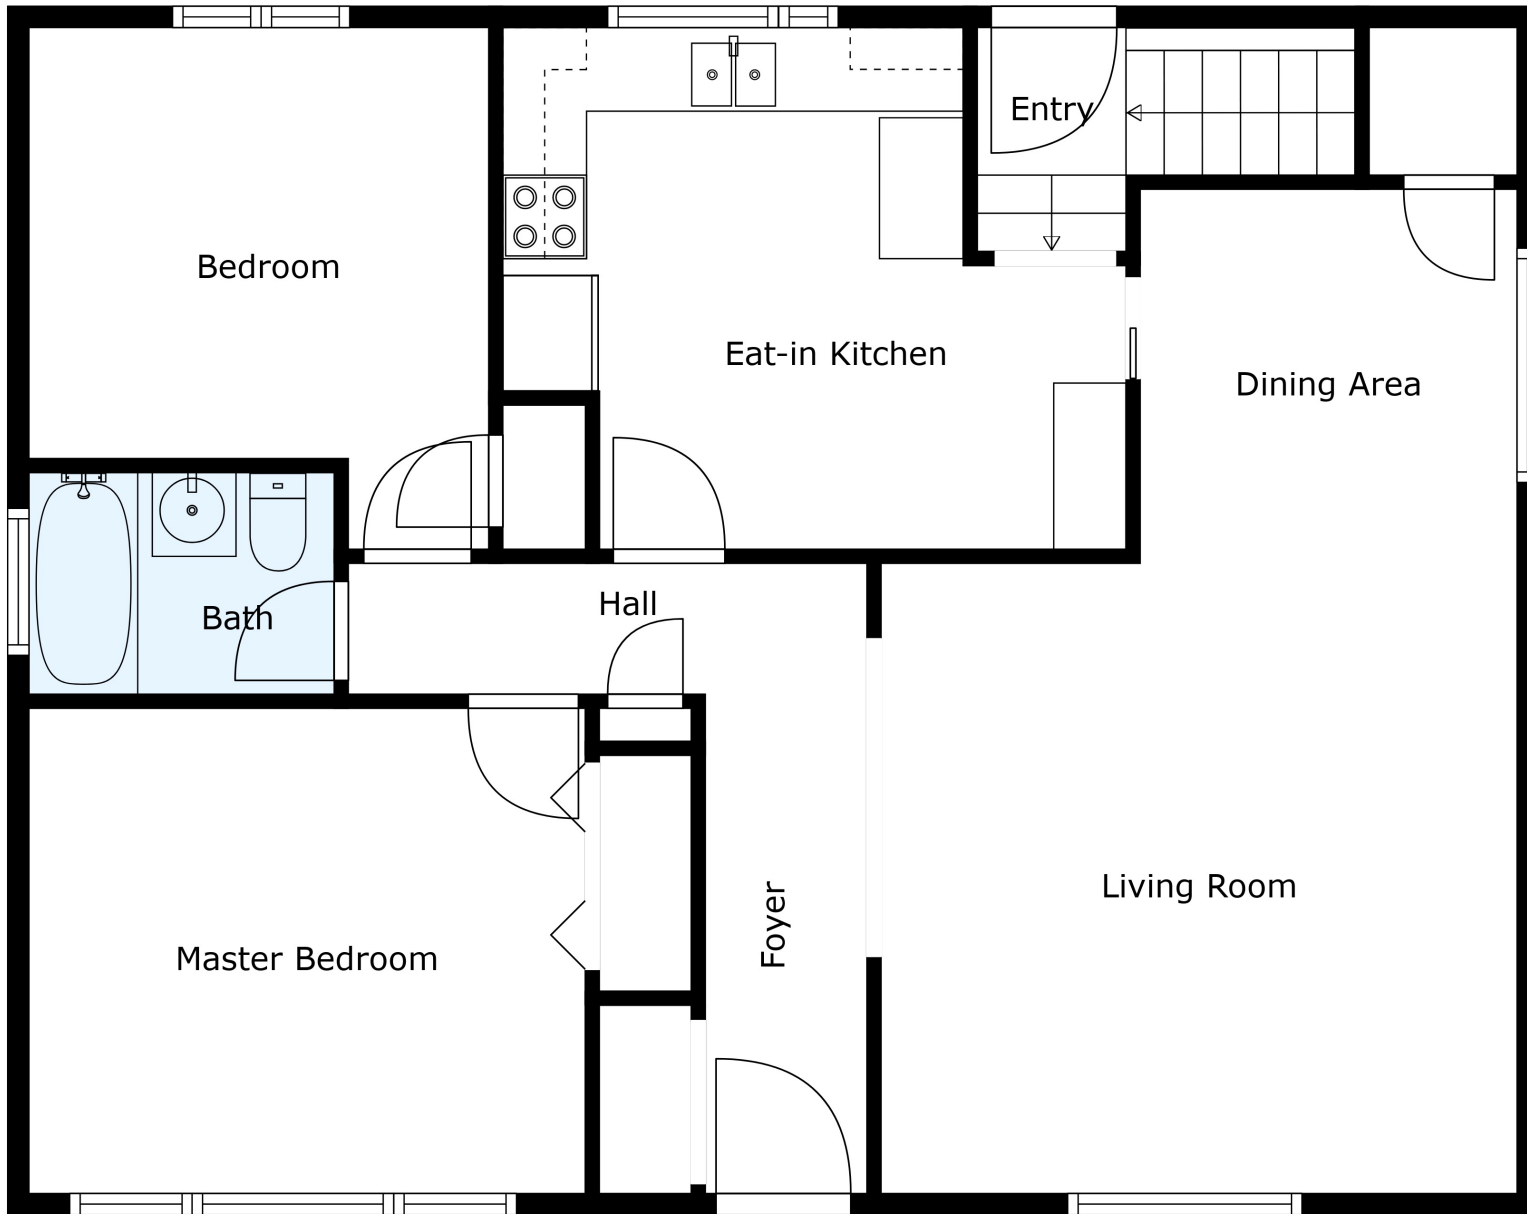 Entry
Bedroom
Eat-in Kitchen
Dining Area
Hall
Bath
Living Room
Foyer
Master Bedroom